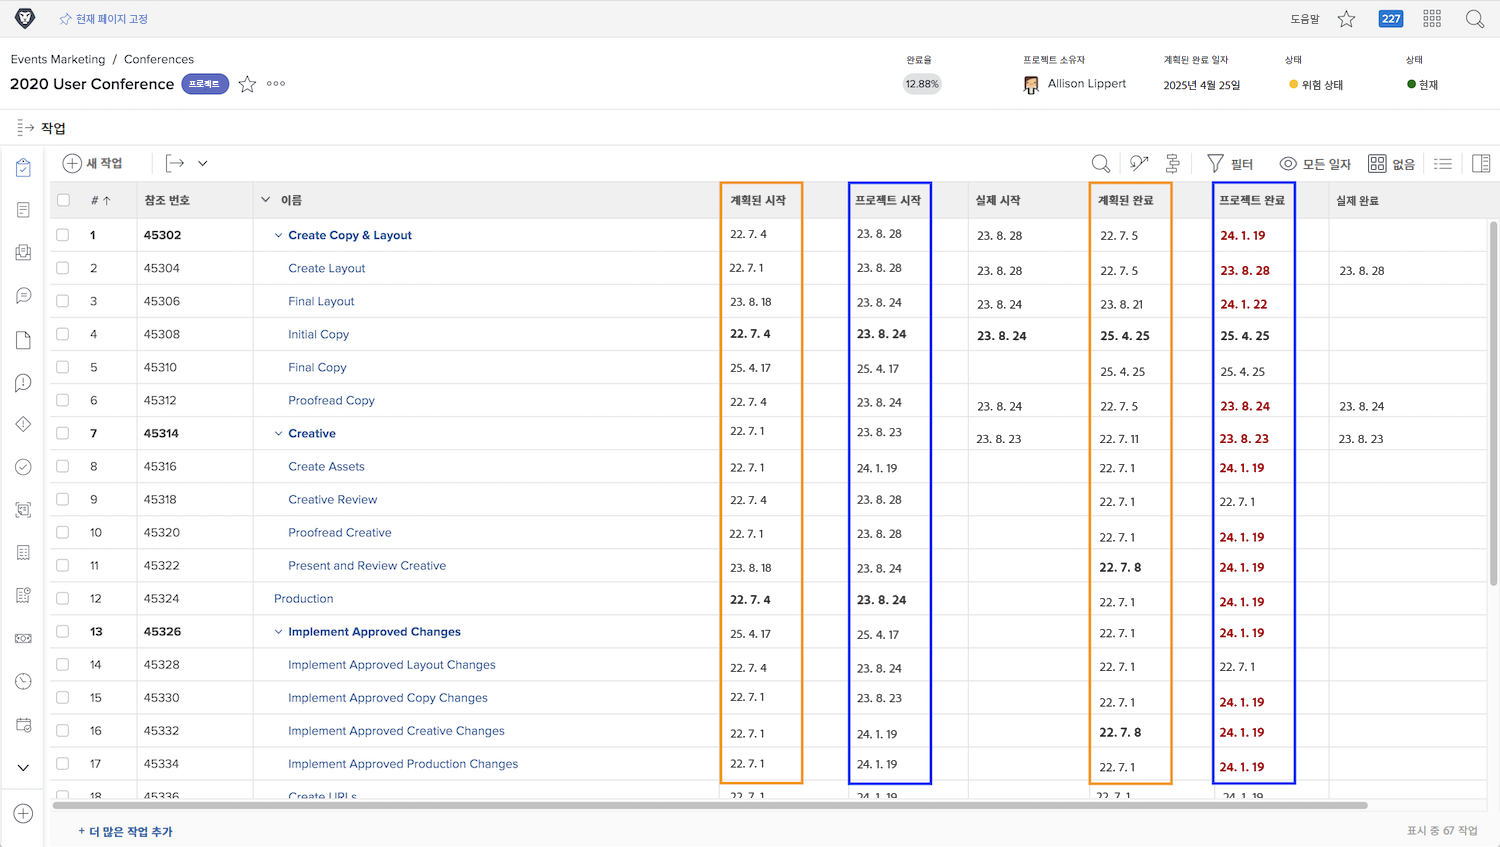 현재 페이지 고정
도움말
227
Events Marketing / Conferences
2020 User Conference 프로젝트
완료율
12.88%
프로젝트 소유자
Allison Lippert
계획된 완료 일자
2025년 4월 25일
상태
위험 상태
상태
현재
작업
새 작업
필터 모든 일자 없음
# ↑ 참조 번호 이름 계획된 시작 프로젝트 시작 실제 시작 계획된 완료 프로젝트 완료 실제 완료
1 45302 Create Copy & Layout 22. 7. 4 23. 8. 28 23. 8. 28 22. 7. 5 24. 1. 19
2 45304 Create Layout 22. 7. 1 23. 8. 28 23. 8. 28 22. 7. 5 23. 8. 28 23. 8. 28
3 45306 Final Layout 23. 8. 18 23. 8. 24 23. 8. 24 23. 8. 21 24. 1. 22
4 45308 Initial Copy 22. 7. 4 23. 8. 24 23. 8. 24 25. 4. 25 25. 4. 25
5 45310 Final Copy 25. 4. 17 25. 4. 17 25. 4. 25 25. 4. 25
6 45312 Proofread Copy 22. 7. 4 23. 8. 24 23. 8. 24 22. 7. 5 23. 8. 24 23. 8. 24
7 45314 Creative 22. 7. 1 23. 8. 23 23. 8. 23 22. 7. 11 23. 8. 23 23. 8. 23
8 45316 Create Assets 22. 7. 1 24. 1. 19 22. 7. 1 24. 1. 19
9 45318 Creative Review 22. 7. 4 23. 8. 28 22. 7. 1 22. 7. 1
10 45320 Proofread Creative 22. 7. 1 23. 8. 28 22. 7. 1 24. 1. 19
11 45322 Present and Review Creative 23. 8. 18 23. 8. 24 22. 7. 8 24. 1. 19
12 45324 Production 22. 7. 4 23. 8. 24 22. 7. 1 24. 1. 19
13 45326 Implement Approved Changes 25. 4. 17 25. 4. 17 22. 7. 1 24. 1. 19
14 45328 Implement Approved Layout Changes 22. 7. 4 23. 8. 24 22. 7. 1 22. 7. 1
15 45330 Implement Approved Copy Changes 22. 7. 1 23. 8. 23 22. 7. 1 24. 1. 19
16 45332 Implement Approved Creative Changes 22. 7. 1 24. 1. 19 22. 7. 8 24. 1. 19
17 45334 Implement Approved Production Changes 22. 7. 1 24. 1. 19 22. 7. 1 24. 1. 19
18 45336 Create URLs 22. 7. 1 24. 1. 19 22. 7. 1 24. 1. 19
+ 더 많은 작업 추가
표시 중 67 작업